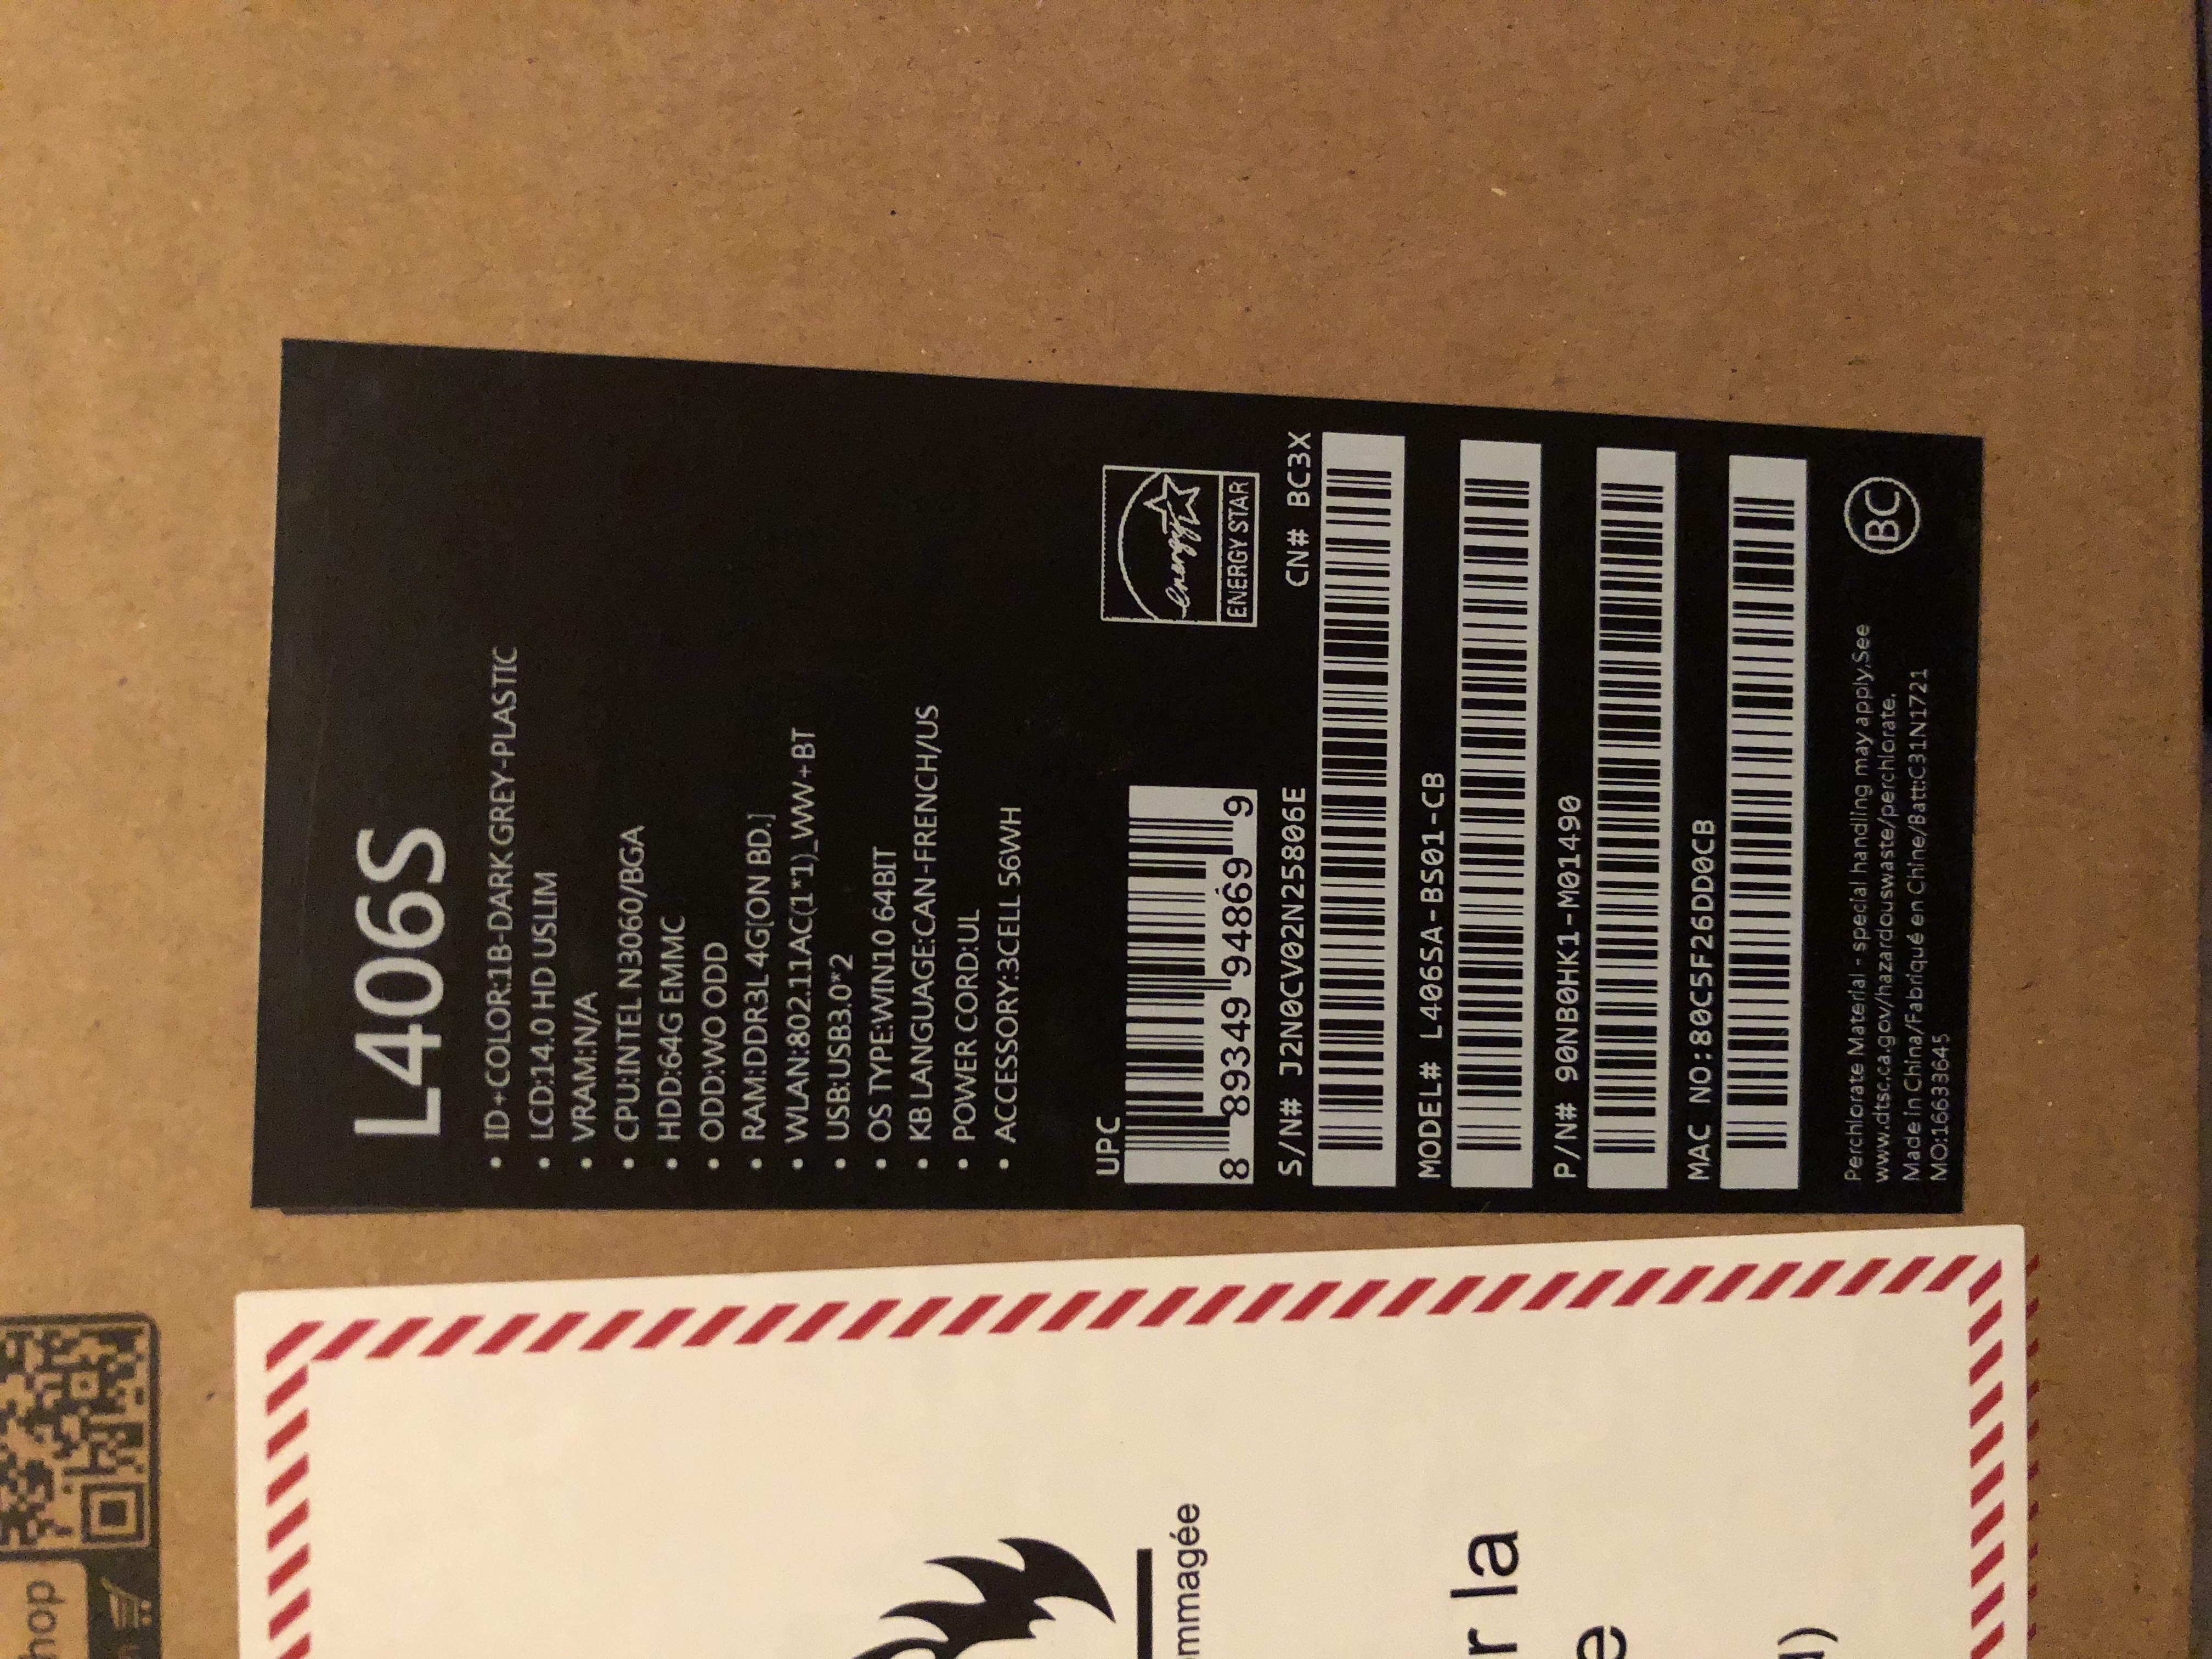 L406S
• ID+COLOR:1B-DARK GREY-PLASTIC
• LCD:14.0 HD USLIM
• VRAM:N/A
• CPU:INTEL N3060/BGA
• HDD:64G EMMC
• ODD:WO ODD
• RAM:DDR3L 4G[ON BD.]
• WLAN:802.11AC(1*1)_WW+BT
• USB:USB3.0*2
• OS TYPE:WIN10 64BIT
• KB LANGUAGE:CAN-FRENCH/US
• POWER CORD:UL
• ACCESSORY:3CELL 56WH
UPC
8 89349 94869 9
energy
ENERGY STAR
S/N# J2N0CV02N25806E CN# BC3X
MODEL# L406SA-BS01-CB
P/N# 90NB0HK1-M01490
MAC NO:80C5F26DD0CB
Perchlorate Material - special handling may apply.See
www.dtsc.ca.gov/hazardouswaste/perchlorate.
Made in China/Fabriqué en Chine/Batt:C31N1721
MO:16633645
BC
hop
n
ommagée
r la
e